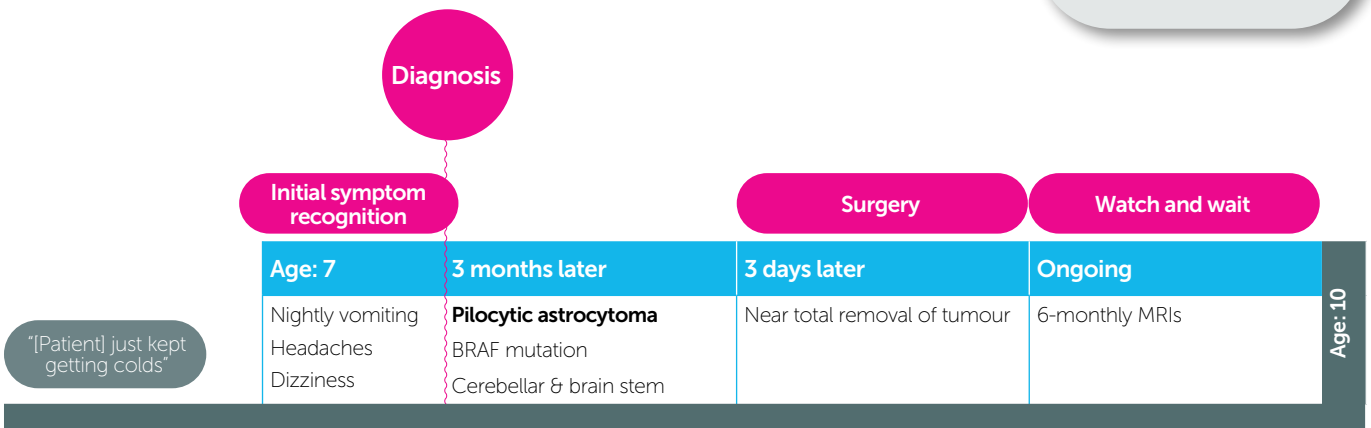 Diagnosis
Initial symptom
recognition
Surgery
Watch and wait
Age: 7
3 months later
3 days later
Ongoing
Nightly vomiting
Headaches
Dizziness
Pilocytic astrocytoma
BRAF mutation
Cerebellar & brain stem
Near total removal of tumour
6-monthly MRIs
Age: 10
"[Patient] just kept
getting colds"